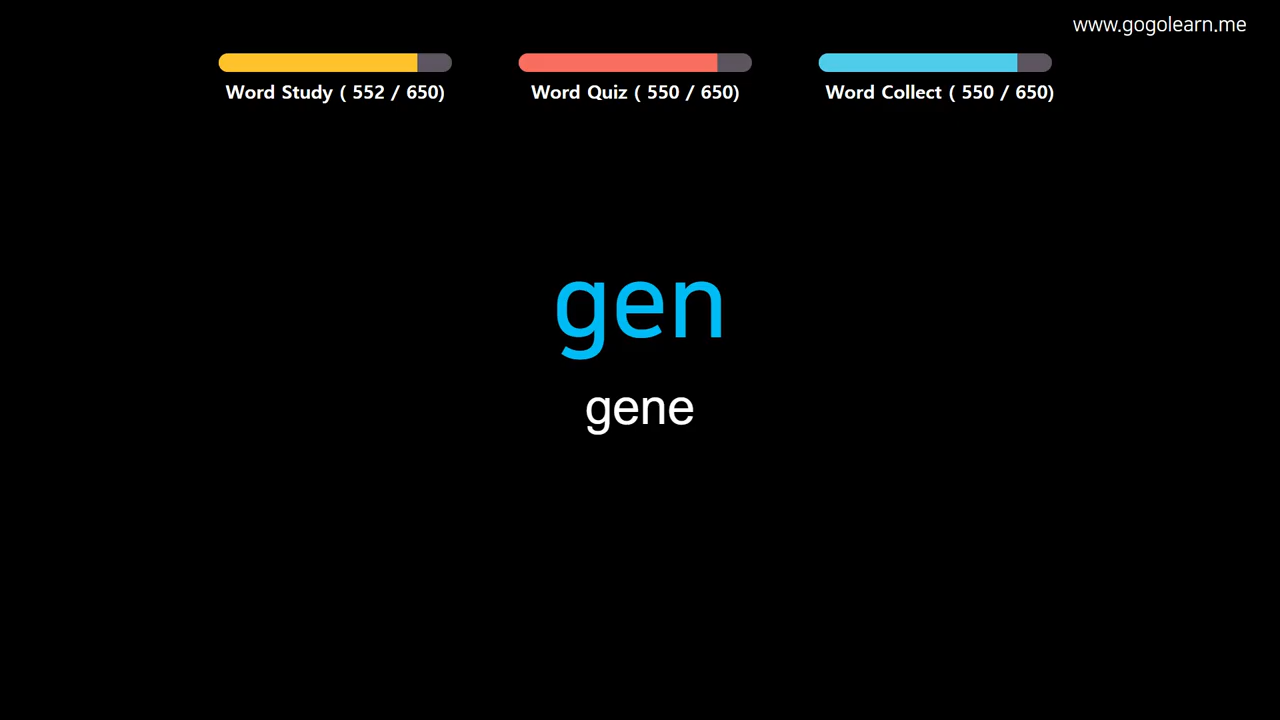 www.gogolearn.me
Word Study ( 552 / 650)
Word Quiz ( 550 / 650)
Word Collect ( 550 / 650)
gen
gene